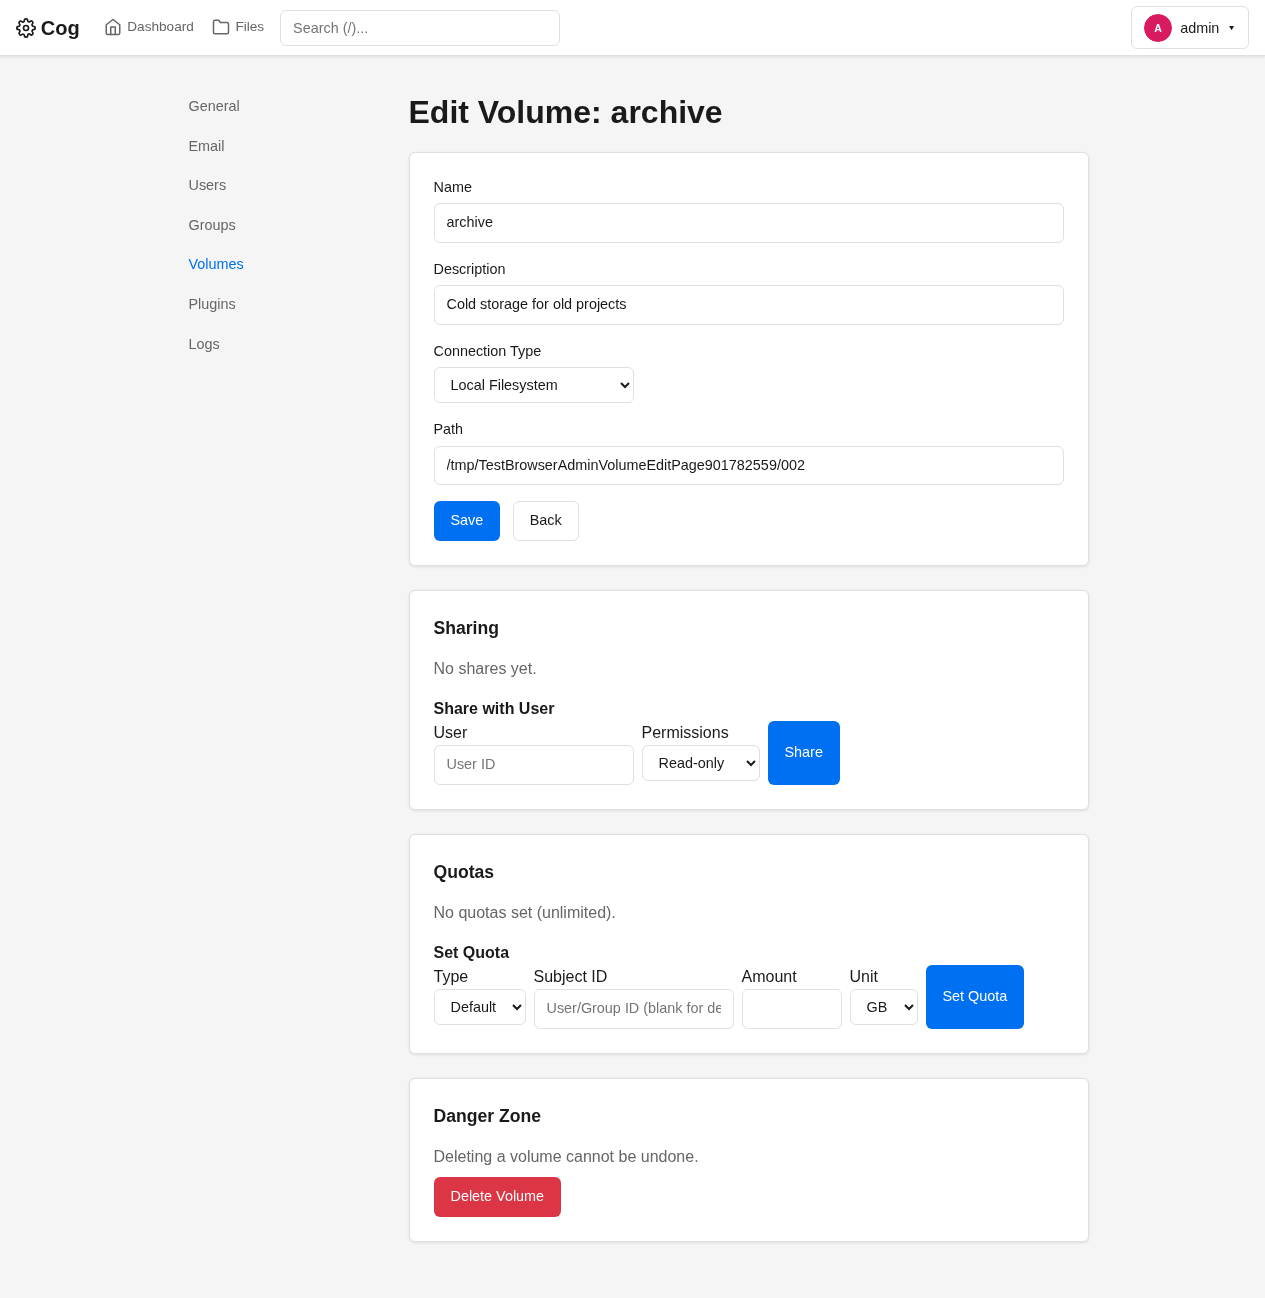 Cog Dashboard Files Search (/)... A admin ▾
General
Email
Users
Groups
Volumes
Plugins
Logs
Edit Volume: archive
Name
archive
Description
Cold storage for old projects
Connection Type
Local Filesystem
Path
/tmp/TestBrowserAdminVolumeEditPage901782559/002
Save Back
Sharing
No shares yet.
Share with User
User Permissions
User ID Read-only Share
Quotas
No quotas set (unlimited).
Set Quota
Type Subject ID Amount Unit
Default User/Group ID (blank for de GB Set Quota
Danger Zone
Deleting a volume cannot be undone.
Delete Volume